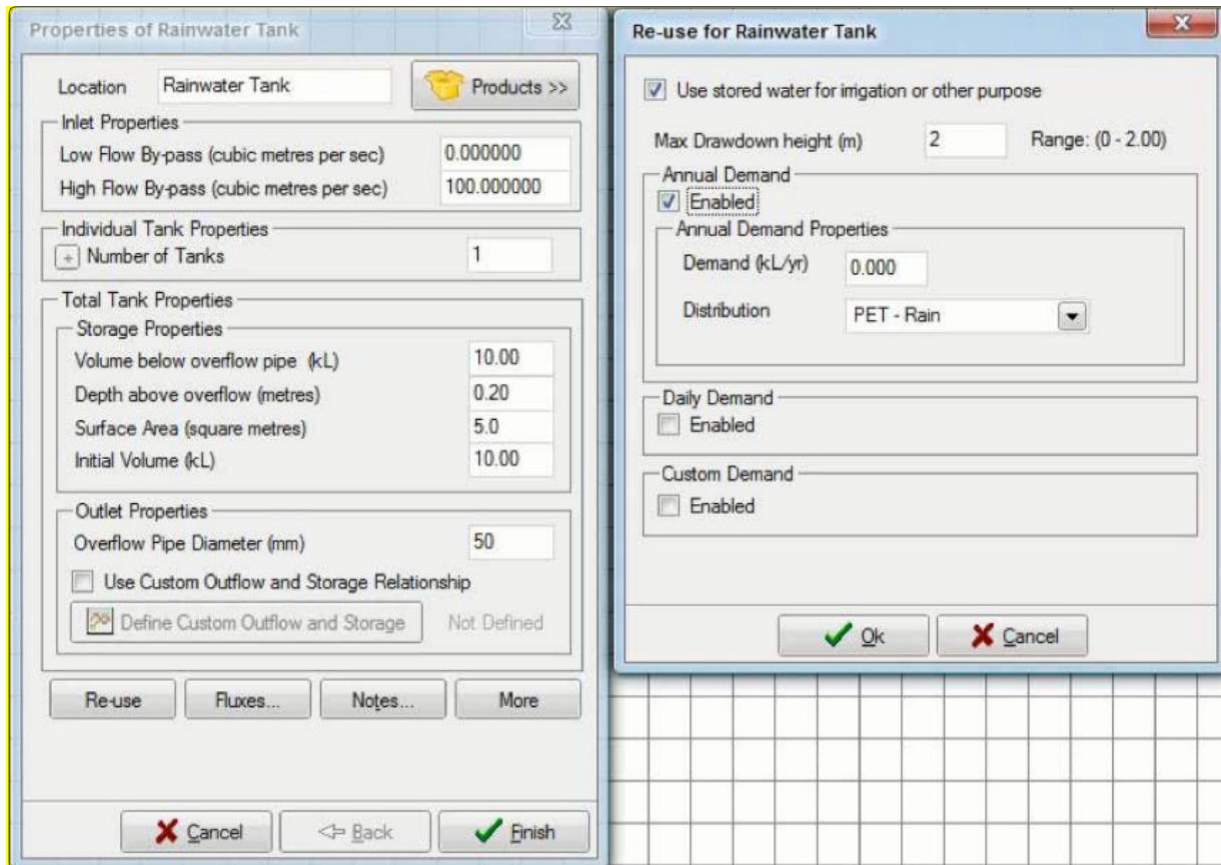 Properties of Rainwater Tank
Location Rainwater Tank Products >>
Inlet Properties
Low Flow By-pass (cubic metres per sec) 0.000000
High Flow By-pass (cubic metres per sec) 100.000000
Individual Tank Properties
+ Number of Tanks 1
Total Tank Properties
Storage Properties
Volume below overflow pipe (kL) 10.00
Depth above overflow (metres) 0.20
Surface Area (square metres) 5.0
Initial Volume (kL) 10.00
Outlet Properties
Overflow Pipe Diameter (mm) 50
Use Custom Outflow and Storage Relationship
Define Custom Outflow and Storage Not Defined
Re-use Fluxes... Notes... More
Cancel Back Finish
Re-use for Rainwater Tank
Use stored water for irrigation or other purpose
Max Drawdown height (m) 2 Range: (0 - 2.00)
Annual Demand
Enabled
Annual Demand Properties
Demand (kL/yr) 0.000
Distribution PET - Rain
Daily Demand
Enabled
Custom Demand
Enabled
Ok Cancel